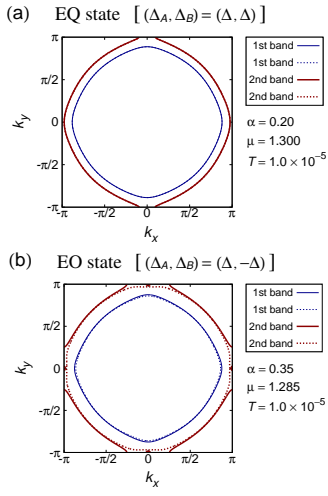 (a) EQ state [ (Δ_A, Δ_B) = (Δ, Δ) ]
π
π/2
0
-π/2
-π
k_y
-π -π/2 0 π/2 π
k_x
1st band
1st band
2nd band
2nd band
α = 0.20
μ = 1.300
T = 1.0 × 10⁻⁵
(b) EO state [ (Δ_A, Δ_B) = (Δ, −Δ) ]
π
π/2
0
-π/2
-π
k_y
-π -π/2 0 π/2 π
k_x
1st band
1st band
2nd band
2nd band
α = 0.35
μ = 1.285
T = 1.0 × 10⁻⁵